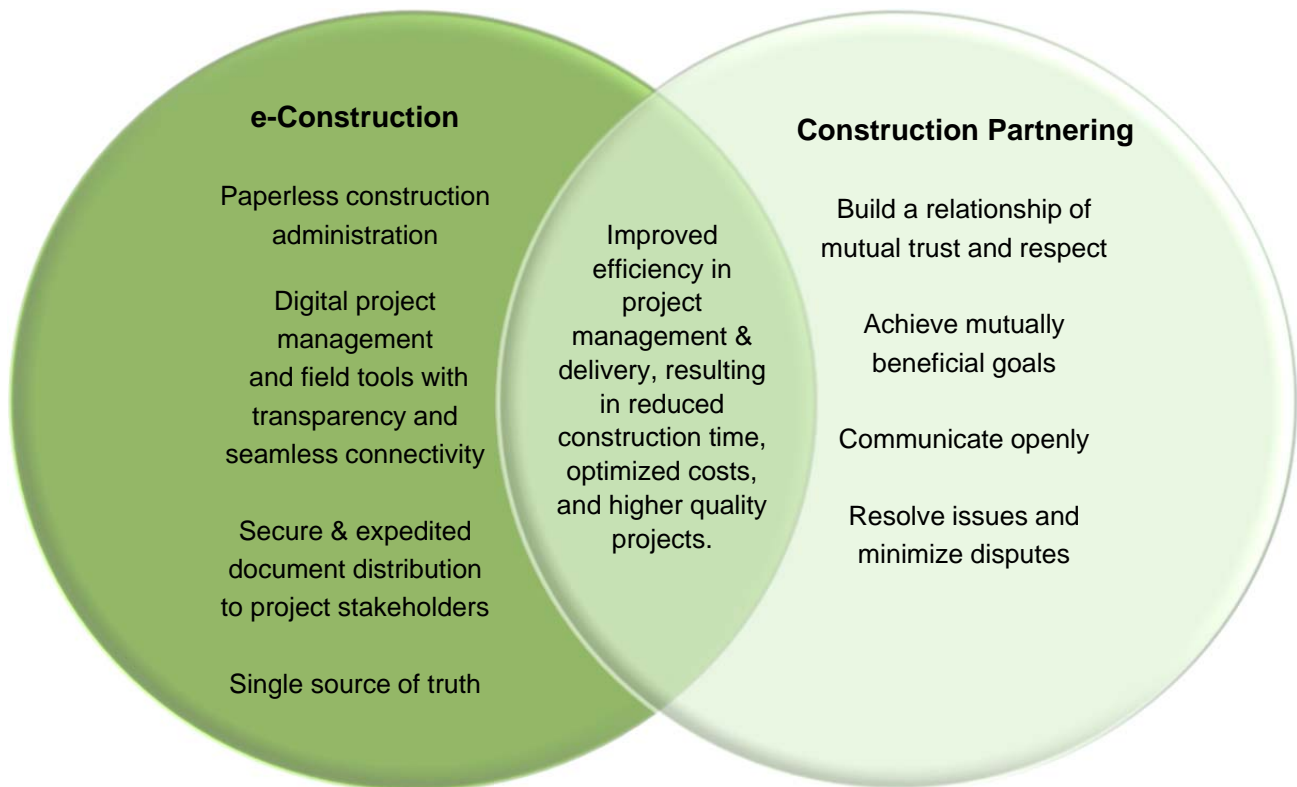 e-Construction
Paperless construction
administration
Digital project
management
and field tools with
transparency and
seamless connectivity
Secure & expedited
document distribution
to project stakeholders
Single source of truth
Improved
efficiency in
project
management &
delivery, resulting
in reduced
construction time,
optimized costs,
and higher quality
projects.
Construction Partnering
Build a relationship of
mutual trust and respect
Achieve mutually
beneficial goals
Communicate openly
Resolve issues and
minimize disputes